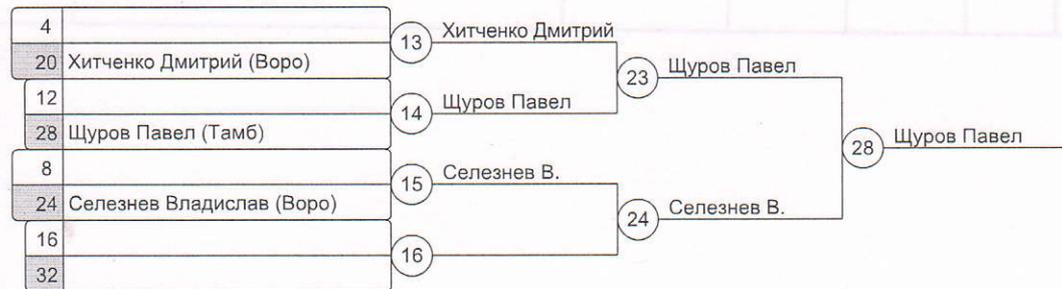 4
20 Хитченко Дмитрий (Воро)
12
28 Щуров Павел (Тамб)
8
24 Селезнев Владислав (Воро)
16
32
13 Хитченко Дмитрий
14 Щуров Павел
15 Селезнев В.
16
23 Щуров Павел
24 Селезнев В.
28 Щуров Павел